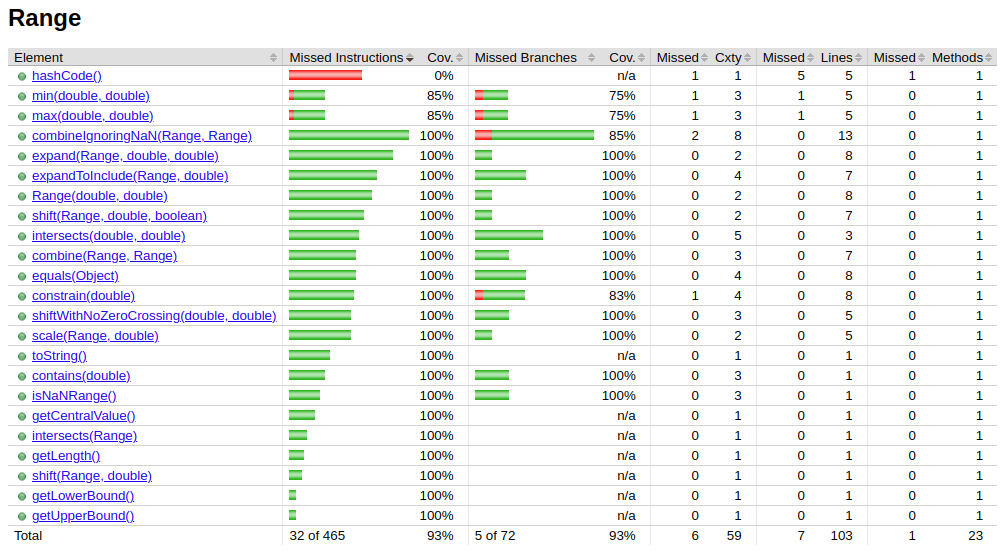 Range
Element Missed Instructions Cov. Missed Branches Cov. Missed Cxty Missed Lines Missed Methods
hashCode() 0% n/a 1 1 5 5 1 1
min(double, double) 85% 75% 1 3 1 5 0 1
max(double, double) 85% 75% 1 3 1 5 0 1
combineIgnoringNaN(Range, Range) 100% 85% 2 8 0 13 0 1
expand(Range, double, double) 100% 100% 0 2 0 8 0 1
expandToInclude(Range, double) 100% 100% 0 4 0 7 0 1
Range(double, double) 100% 100% 0 2 0 8 0 1
shift(Range, double, boolean) 100% 100% 0 2 0 7 0 1
intersects(double, double) 100% 100% 0 5 0 3 0 1
combine(Range, Range) 100% 100% 0 3 0 7 0 1
equals(Object) 100% 100% 0 4 0 8 0 1
constrain(double) 100% 83% 1 4 0 8 0 1
shiftWithNoZeroCrossing(double, double) 100% 100% 0 3 0 5 0 1
scale(Range, double) 100% 100% 0 2 0 5 0 1
toString() 100% n/a 0 1 0 1 0 1
contains(double) 100% 100% 0 3 0 1 0 1
isNaNRange() 100% 100% 0 3 0 1 0 1
getCentralValue() 100% n/a 0 1 0 1 0 1
intersects(Range) 100% n/a 0 1 0 1 0 1
getLength() 100% n/a 0 1 0 1 0 1
shift(Range, double) 100% n/a 0 1 0 1 0 1
getLowerBound() 100% n/a 0 1 0 1 0 1
getUpperBound() 100% n/a 0 1 0 1 0 1
Total 32 of 465 93% 5 of 72 93% 6 59 7 103 1 23